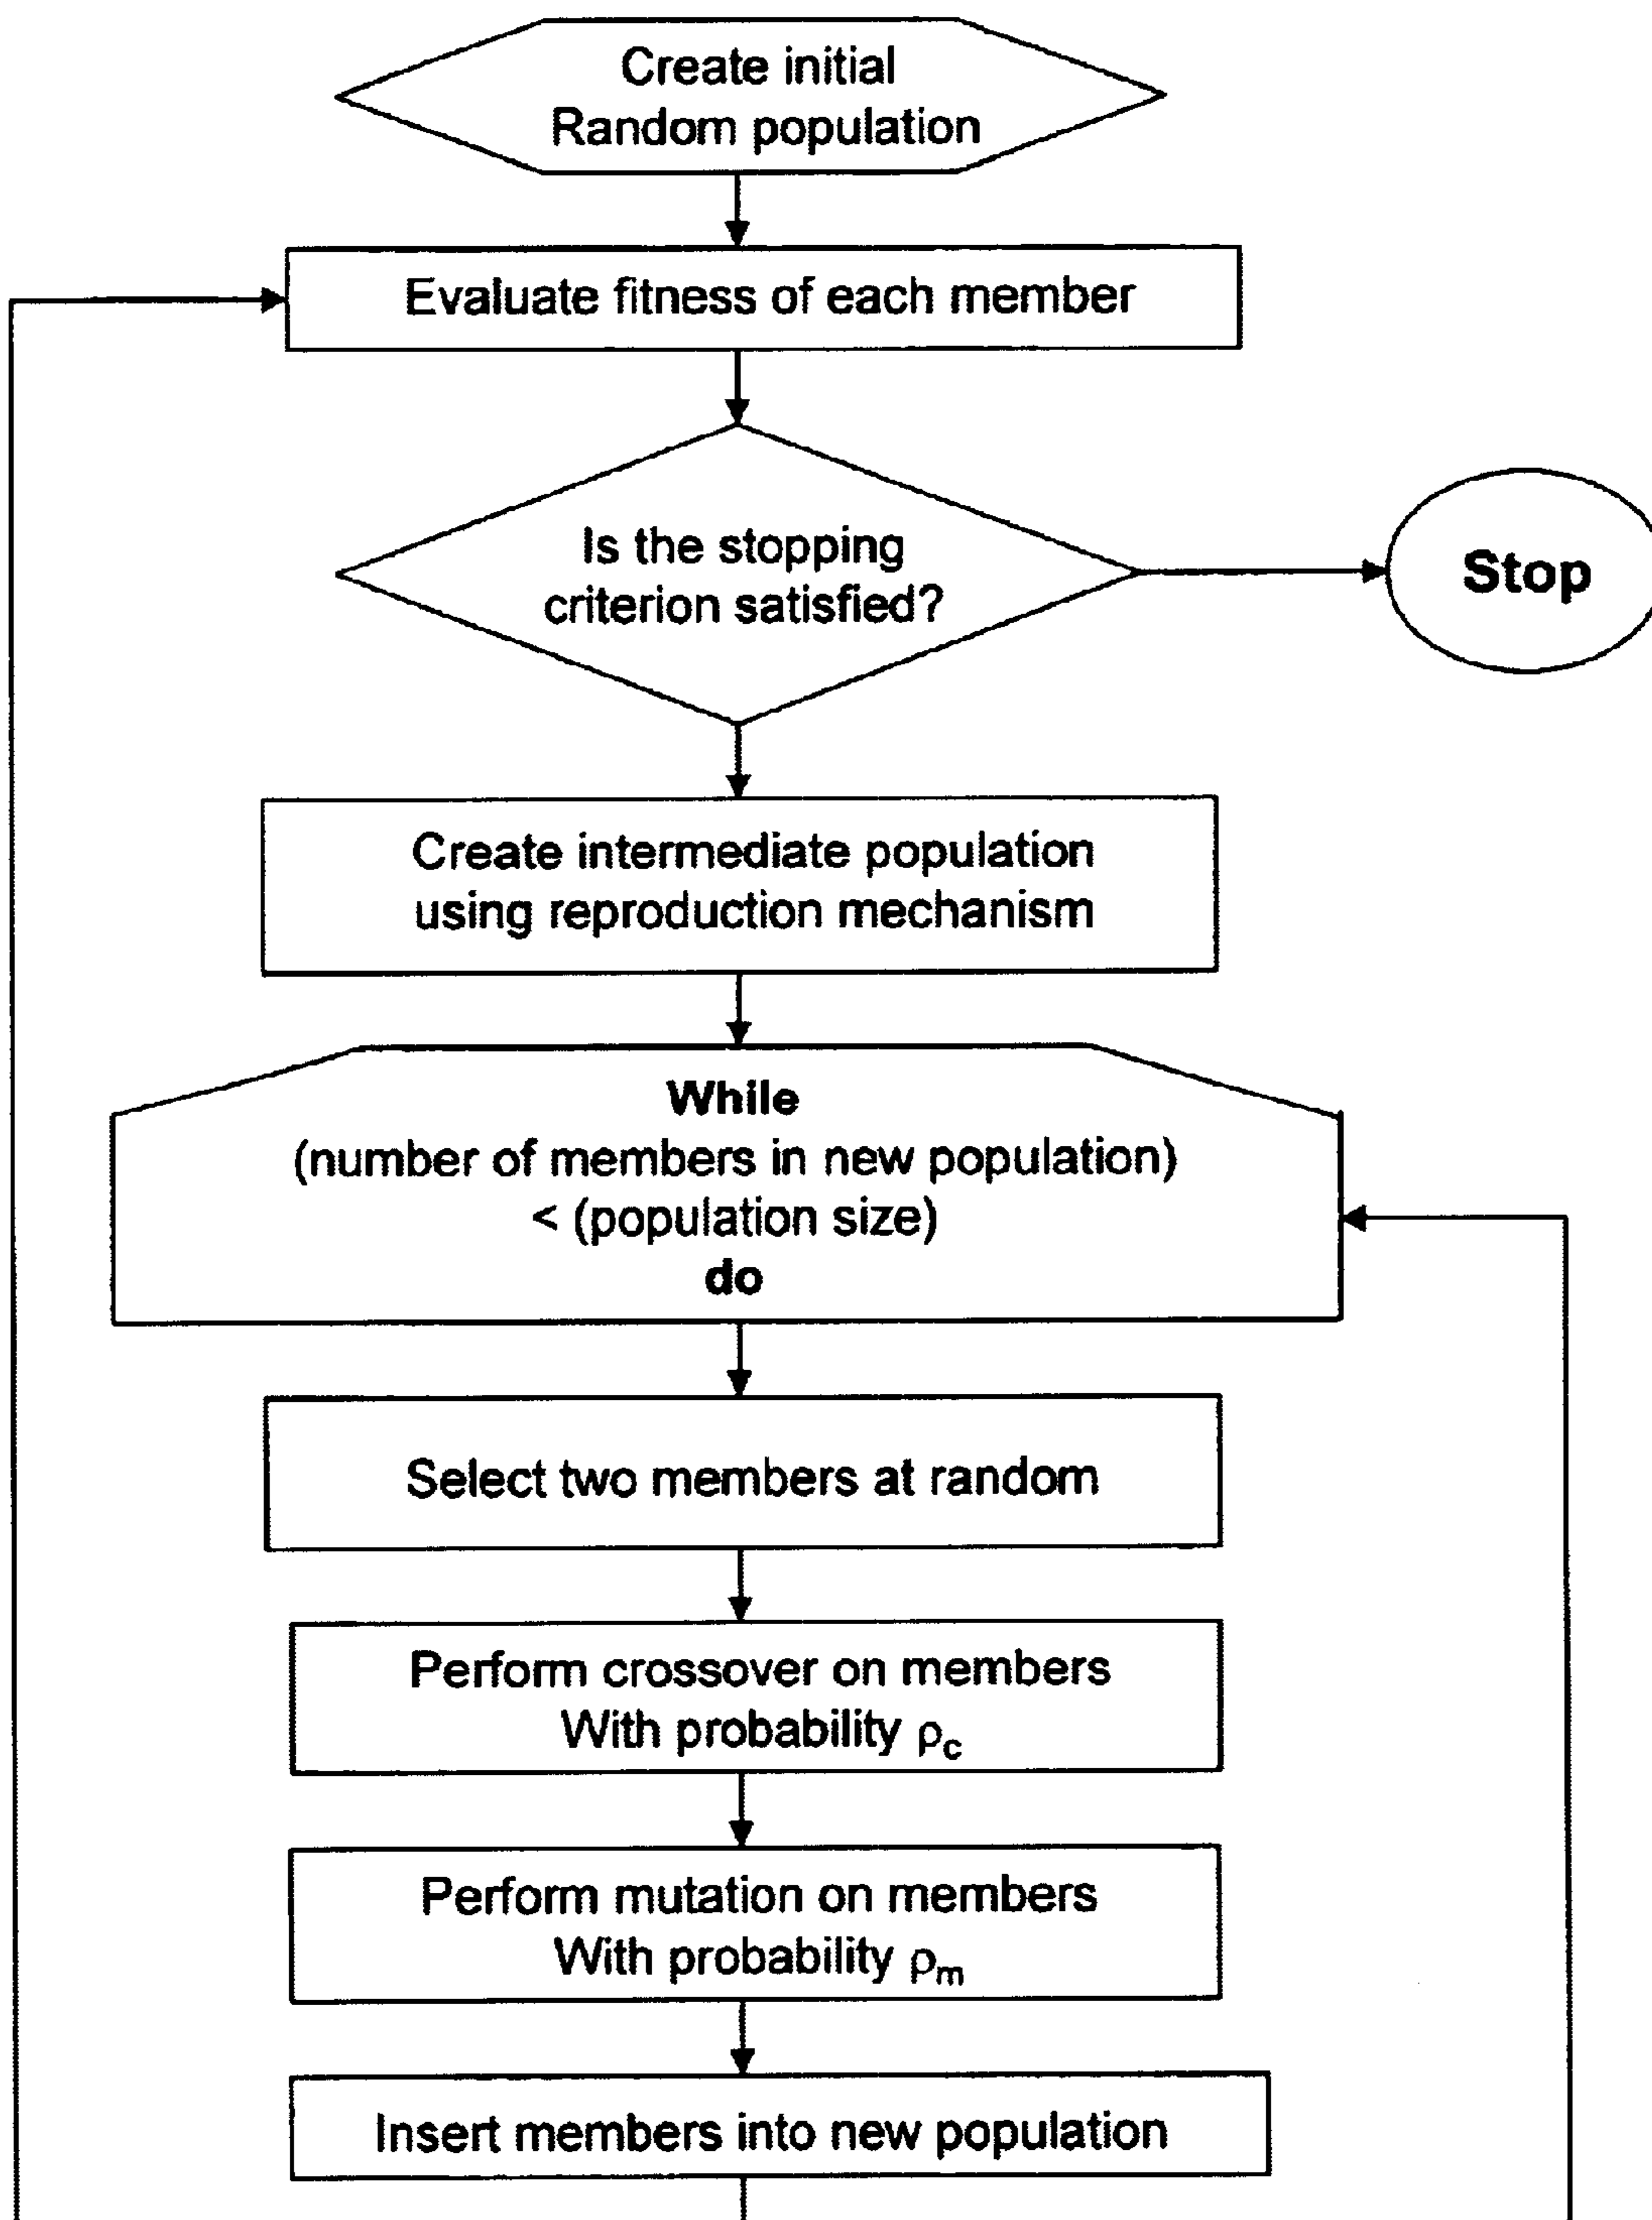 Create initial
Random population
Evaluate fitness of each member
Is the stopping
criterion satisfied?
Stop
Create intermediate population
using reproduction mechanism
While
(number of members in new population)
< (population size)
do
Select two members at random
Perform crossover on members
With probability ρc
Perform mutation on members
With probability ρm
Insert members into new population